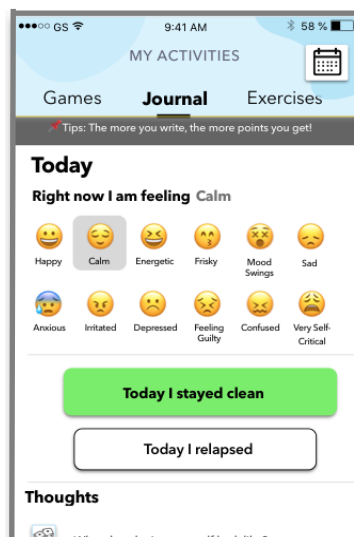 GS 9:41 AM 58 %
MY ACTIVITIES
Games Journal Exercises
Tips: The more you write, the more points you get!
Today
Right now I am feeling Calm
Happy Calm Energetic Frisky Mood Swings Sad
Anxious Irritated Depressed Feeling Guilty Confused Very Self-Critical
Today I stayed clean
Today I relapsed
Thoughts